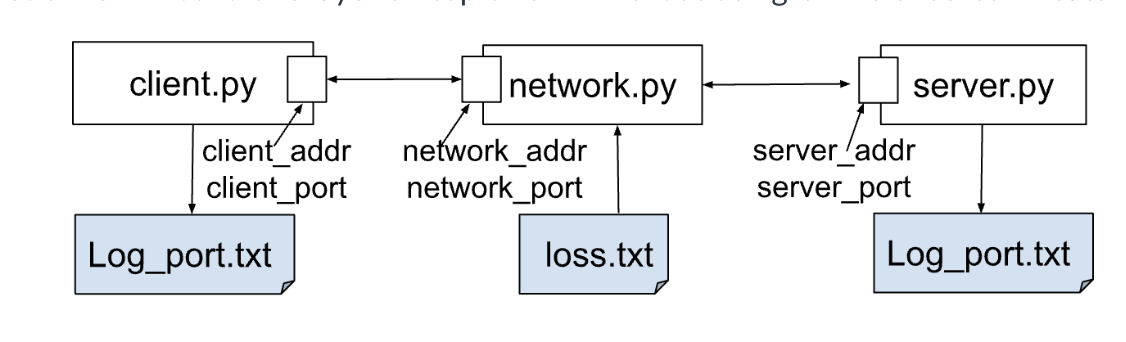 client.py
network.py
server.py
client_addr
client_port
network_addr
network_port
server_addr
server_port
Log_port.txt
loss.txt
Log_port.txt